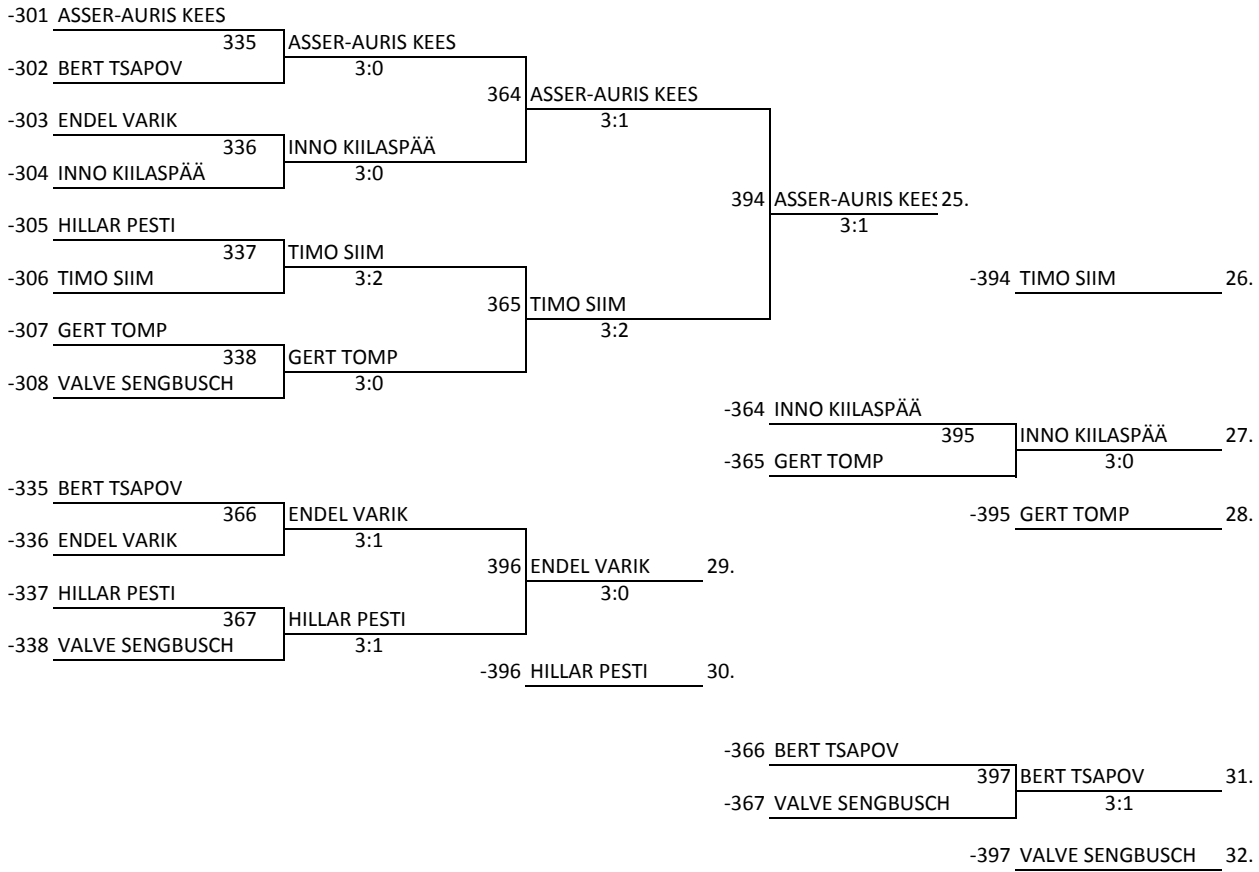 -301 ASSER-AURIS KEES
335 ASSER-AURIS KEES
-302 BERT TSAPOV 3:0
364 ASSER-AURIS KEES
-303 ENDEL VARIK 3:1
336 INNO KIILASPÄÄ
-304 INNO KIILASPÄÄ 3:0
394 ASSER-AURIS KEES 25.
-305 HILLAR PESTI 3:1
337 TIMO SIIM
-306 TIMO SIIM 3:2 -394 TIMO SIIM 26.
365 TIMO SIIM
-307 GERT TOMP 3:2
338 GERT TOMP
-308 VALVE SENGBUSCH 3:0
-364 INNO KIILASPÄÄ
395 INNO KIILASPÄÄ 27.
-365 GERT TOMP 3:0
-335 BERT TSAPOV
366 ENDEL VARIK -395 GERT TOMP 28.
-336 ENDEL VARIK 3:1
396 ENDEL VARIK 29.
-337 HILLAR PESTI 3:0
367 HILLAR PESTI
-338 VALVE SENGBUSCH 3:1
-396 HILLAR PESTI 30.
-366 BERT TSAPOV
397 BERT TSAPOV 31.
-367 VALVE SENGBUSCH 3:1
-397 VALVE SENGBUSCH 32.